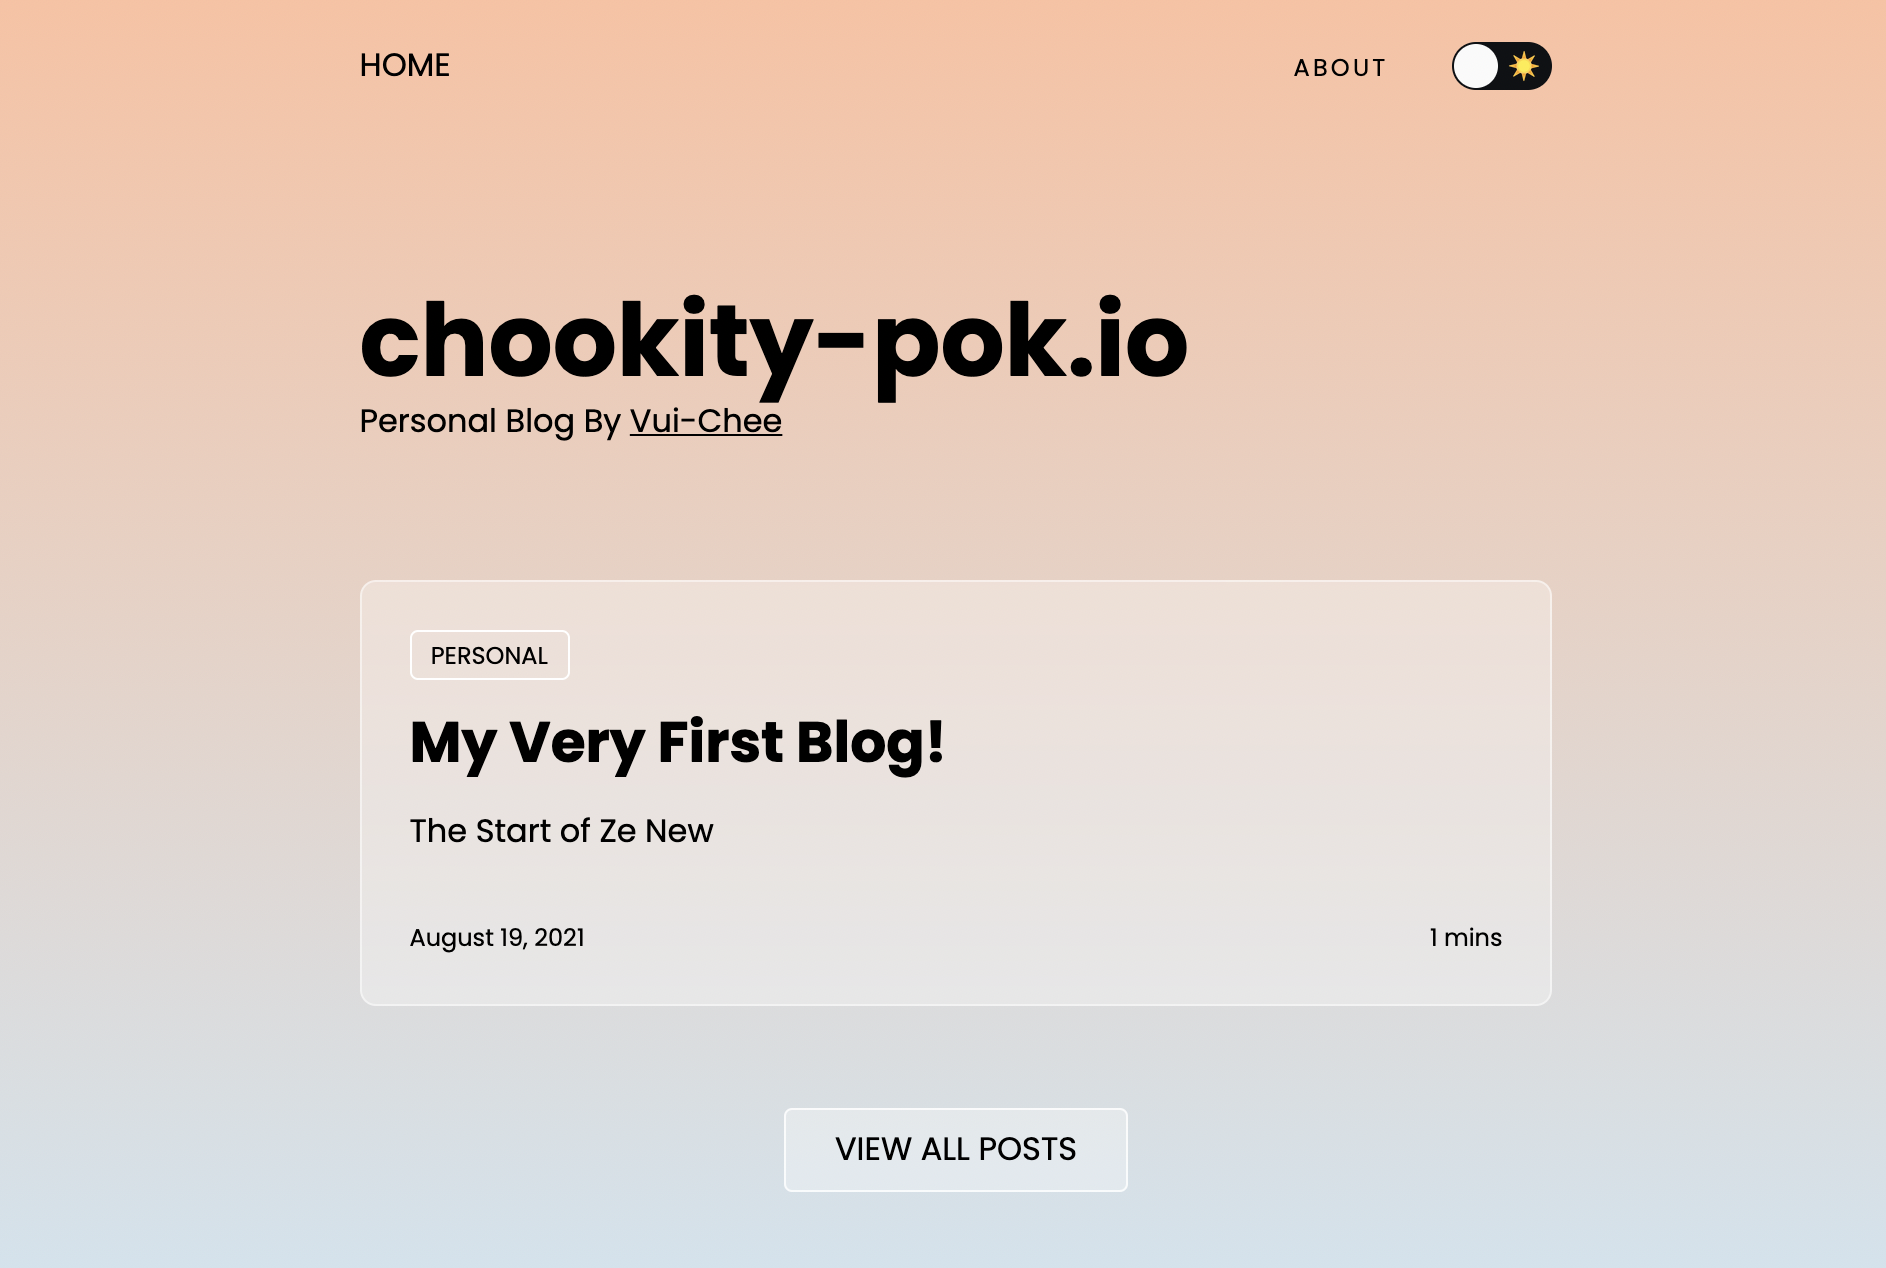 HOME
ABOUT
chookity-pok.io
Personal Blog By Vui-Chee
PERSONAL
My Very First Blog!
The Start of Ze New
August 19, 2021
1 mins
VIEW ALL POSTS